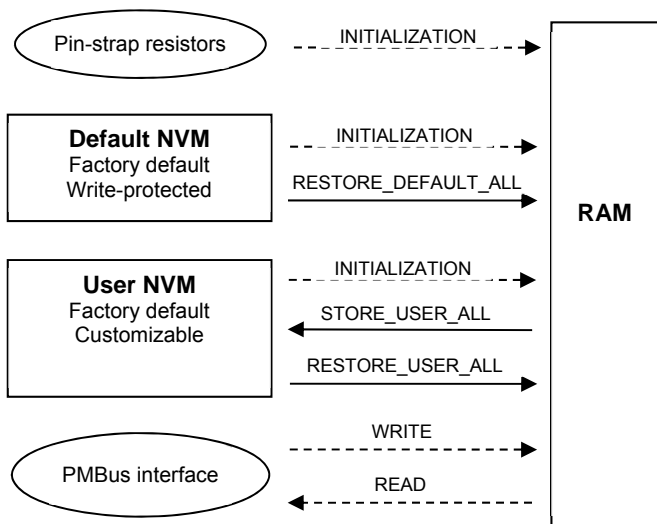 Pin-strap resistors
INITIALIZATION
Default NVM
Factory default
Write-protected
INITIALIZATION
RESTORE_DEFAULT_ALL
RAM
User NVM
Factory default
Customizable
INITIALIZATION
STORE_USER_ALL
RESTORE_USER_ALL
PMBus interface
WRITE
READ